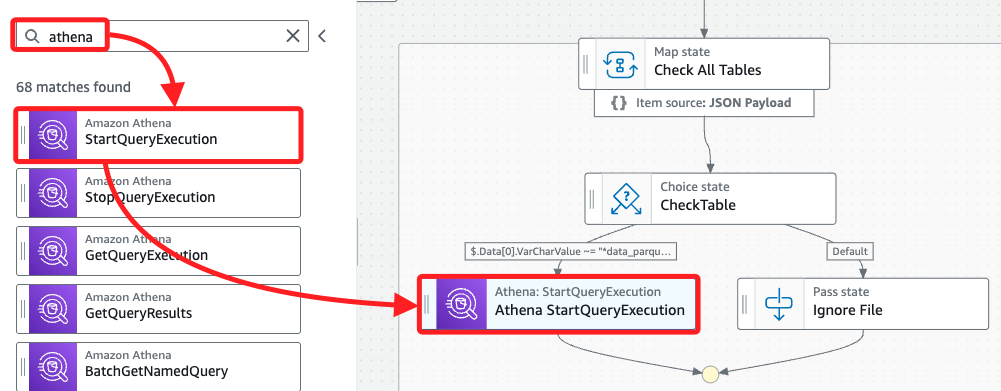 athena
68 matches found
Amazon Athena
StartQueryExecution
Amazon Athena
StopQueryExecution
Amazon Athena
GetQueryExecution
Amazon Athena
GetQueryResults
Amazon Athena
BatchGetNamedQuery
Map state
Check All Tables
Item source: JSON Payload
Choice state
CheckTable
$.Data[0].VarCharValue ~= "*data_parqu...
Default
Athena: StartQueryExecution
Athena StartQueryExecution
Pass state
Ignore File